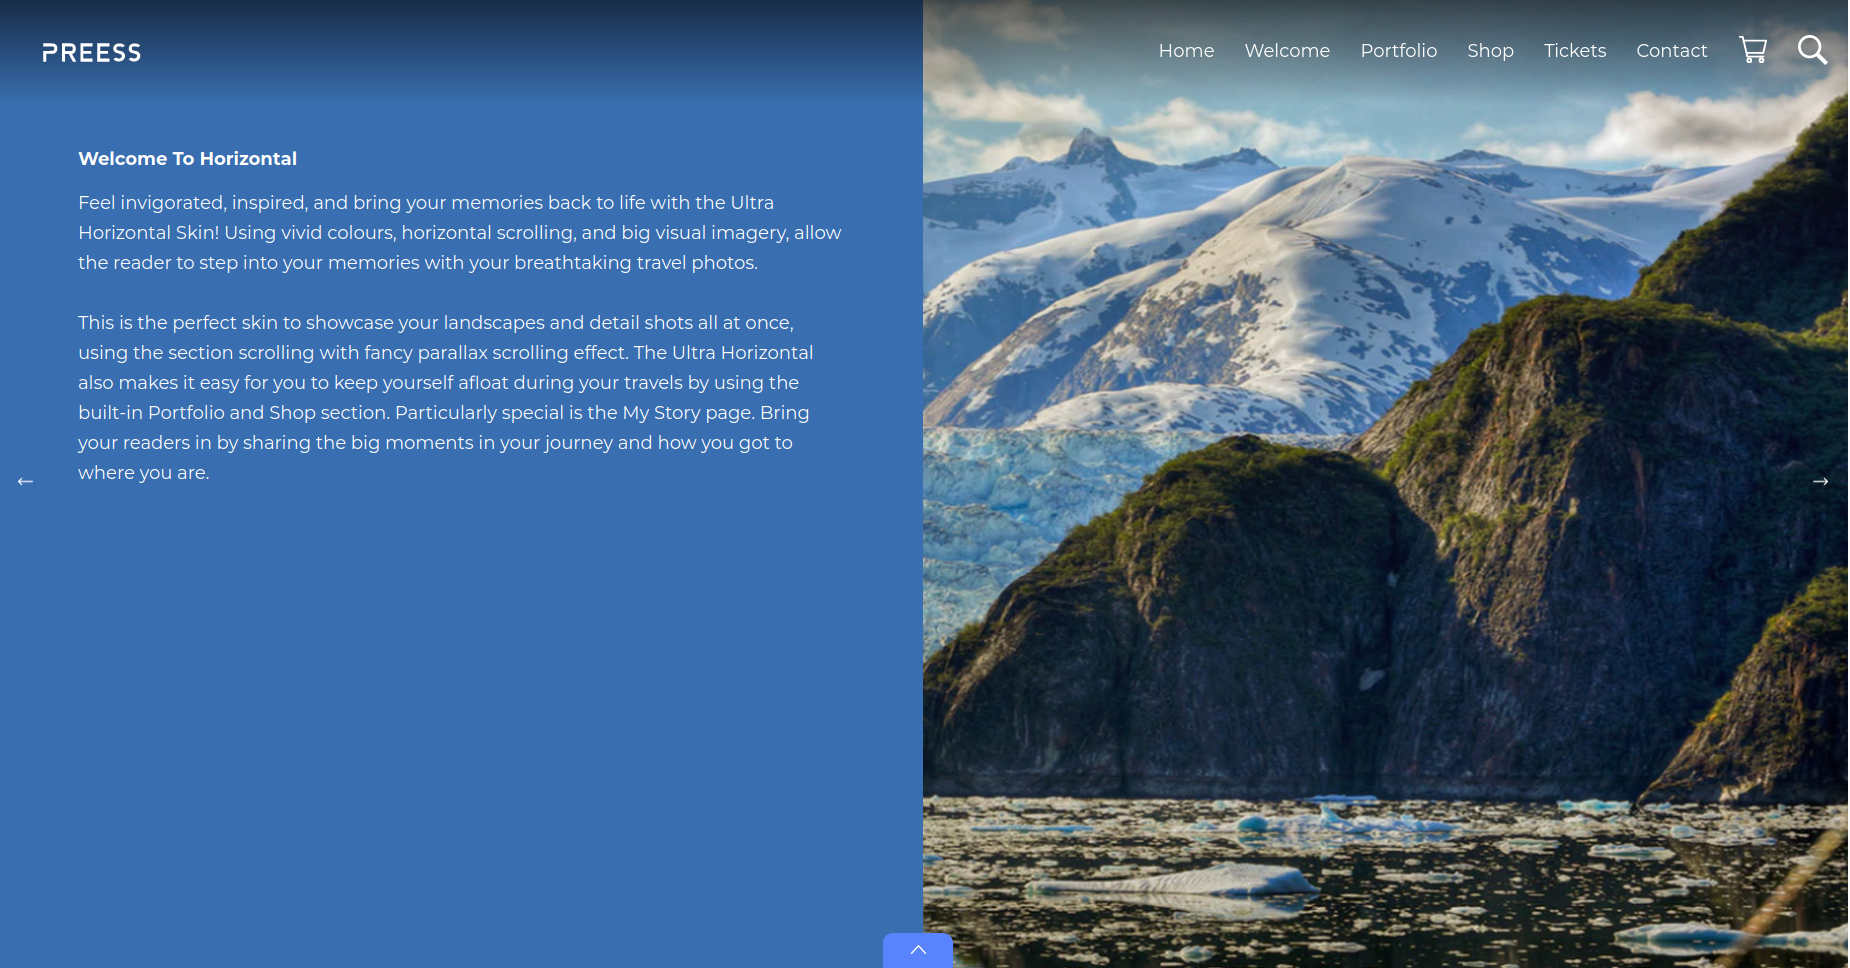 PREESS
Home Welcome Portfolio Shop Tickets Contact
Welcome To Horizontal
Feel invigorated, inspired, and bring your memories back to life with the Ultra
Horizontal Skin! Using vivid colours, horizontal scrolling, and big visual imagery, allow
the reader to step into your memories with your breathtaking travel photos.
This is the perfect skin to showcase your landscapes and detail shots all at once,
using the section scrolling with fancy parallax scrolling effect. The Ultra Horizontal
also makes it easy for you to keep yourself afloat during your travels by using the
built-in Portfolio and Shop section. Particularly special is the My Story page. Bring
your readers in by sharing the big moments in your journey and how you got to
where you are.